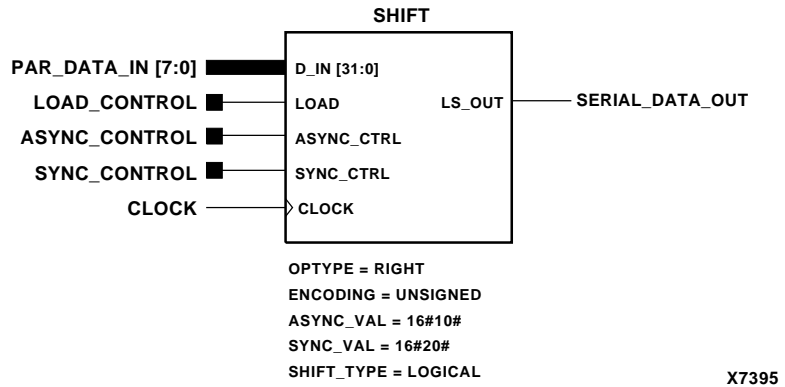 SHIFT
PAR_DATA_IN [7:0] D_IN [31:0]
LOAD_CONTROL LOAD LS_OUT SERIAL_DATA_OUT
ASYNC_CONTROL ASYNC_CTRL
SYNC_CONTROL SYNC_CTRL
CLOCK CLOCK
OPTYPE = RIGHT
ENCODING = UNSIGNED
ASYNC_VAL = 16#10#
SYNC_VAL = 16#20#
SHIFT_TYPE = LOGICAL
X7395